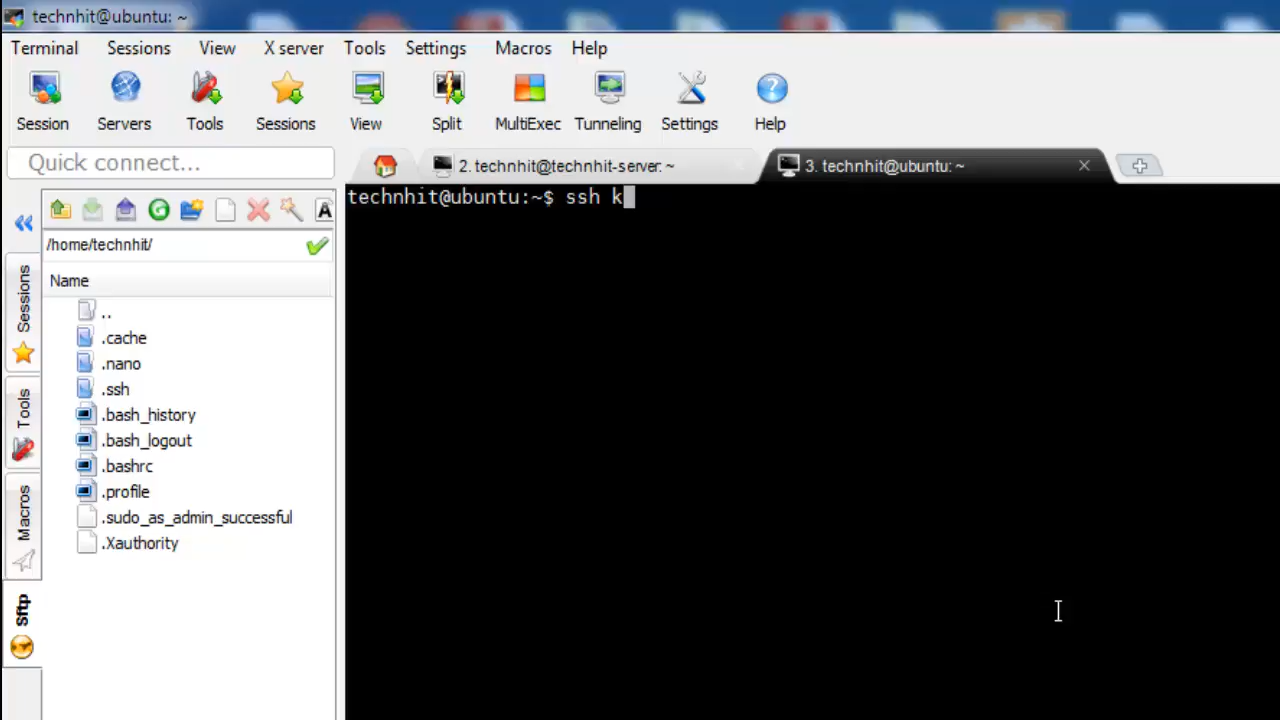 technhit@ubuntu: ~
Terminal Sessions View X server Tools Settings Macros Help
Session Servers Tools Sessions View Split MultiExec Tunneling Settings Help
Quick connect...
2. technhit@technhit-server: ~
3. technhit@ubuntu: ~
technhit@ubuntu:~$ ssh k
A
/home/technhit/
Name
..
.cache
.nano
.ssh
.bash_history
.bash_logout
.bashrc
.profile
.sudo_as_admin_successful
.Xauthority
Sessions
Tools
Macros
Sftp